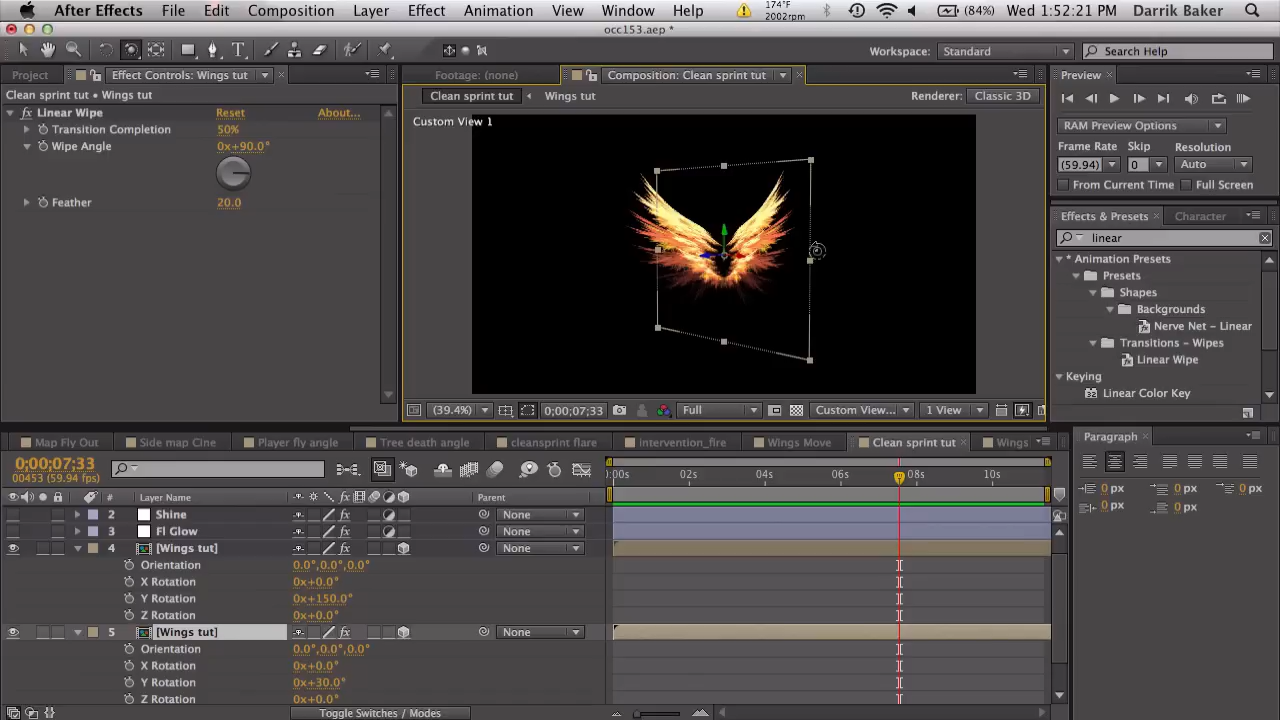 After Effects File Edit Composition Layer Effect Animation View Window Help 174°F 2002rpm (84%) Wed 1:52:21 PM Darrik Baker
occ153.aep *
Workspace: Standard Search Help
Project Effect Controls: Wings tut Footage: (none) Composition: Clean sprint tut Preview
Clean sprint tut • Wings tut
Clean sprint tut Wings tut Renderer: Classic 3D
fx Linear Wipe Reset About...
Transition Completion 50%
Wipe Angle 0x+90.0°
Feather 20.0
Custom View 1
RAM Preview Options
Frame Rate Skip Resolution
(59.94) 0 Auto
From Current Time Full Screen
Effects & Presets Character
linear
* Animation Presets
Presets
Shapes
Backgrounds
Nerve Net – Linear
Transitions – Wipes
Linear Wipe
Keying
Linear Color Key
(39.4%) 0;00;07;33 Full Custom View... 1 View
Map Fly Out Side map Cine Player fly angle Tree death angle cleansprint flare intervention_fire Wings Move Clean sprint tut Wings
Paragraph
0;00;07;33
00453 (59.94 fps)
:00s 02s 04s 06s 08s 10s
# Layer Name Parent
2 Shine fx None
3 Fl Glow fx None
4 [Wings tut] fx None
Orientation 0.0°,0.0°,0.0°
X Rotation 0x+0.0°
Y Rotation 0x+150.0°
Z Rotation 0x+0.0°
5 [Wings tut] fx None
Orientation 0.0°,0.0°,0.0°
X Rotation 0x+0.0°
Y Rotation 0x+30.0°
Z Rotation 0x+0.0°
Toggle Switches / Modes
0 px 0 px 0 px
0 px 0 px